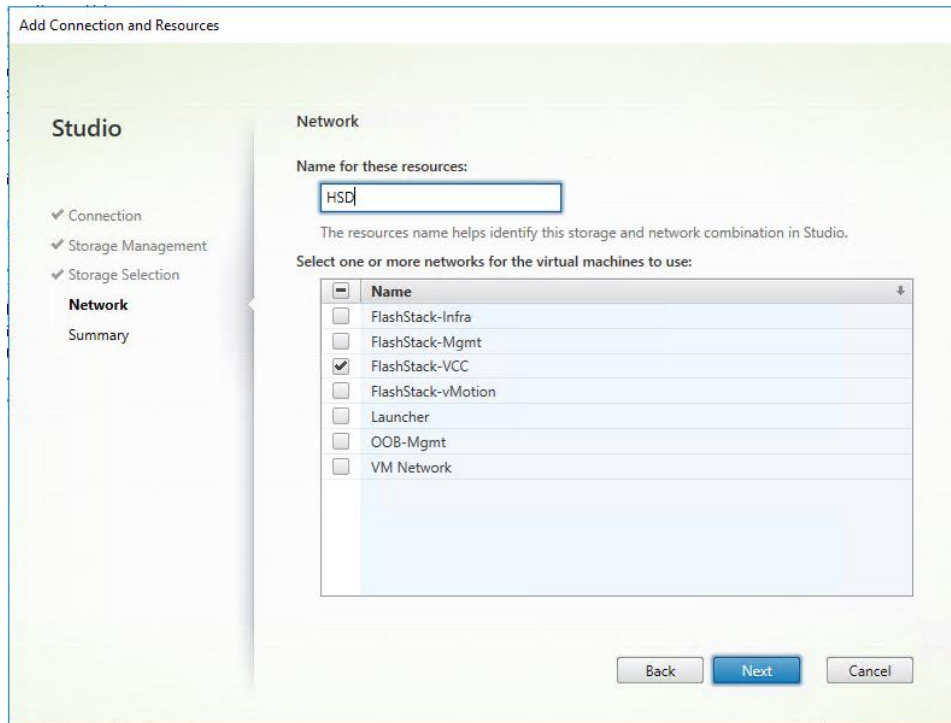 Add Connection and Resources
Studio
Connection
Storage Management
Storage Selection
Network
Summary
Network
Name for these resources:
HSD
The resources name helps identify this storage and network combination in Studio.
Select one or more networks for the virtual machines to use:
Name
FlashStack-Infra
FlashStack-Mgmt
FlashStack-VCC
FlashStack-vMotion
Launcher
OOB-Mgmt
VM Network
Back Next Cancel